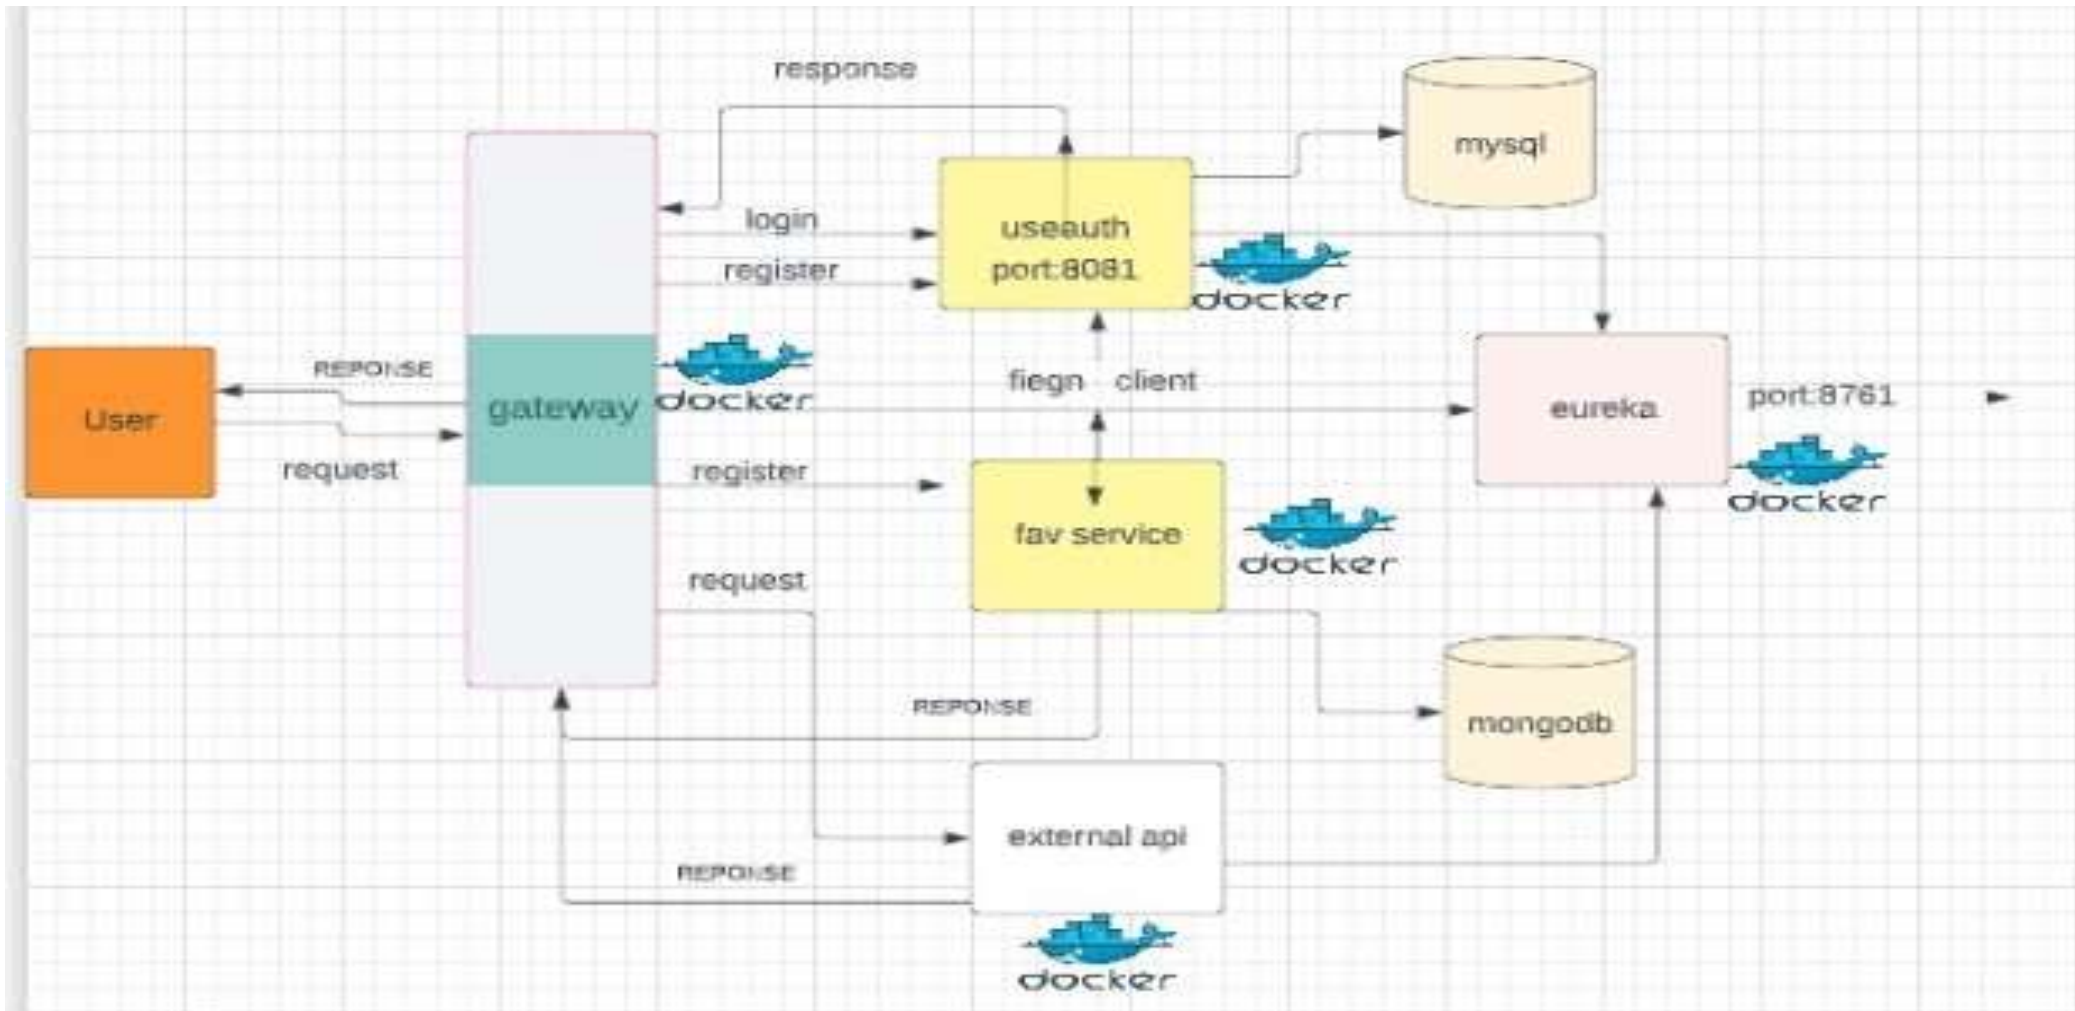 response
mysql
login
useauth
port:8081
register
docker
REPONSE
User
request
gateway
docker
fiegn client
eureka
port:8761
docker
register
fav service
docker
request
REPONSE
mongodb
external api
REPONSE
docker